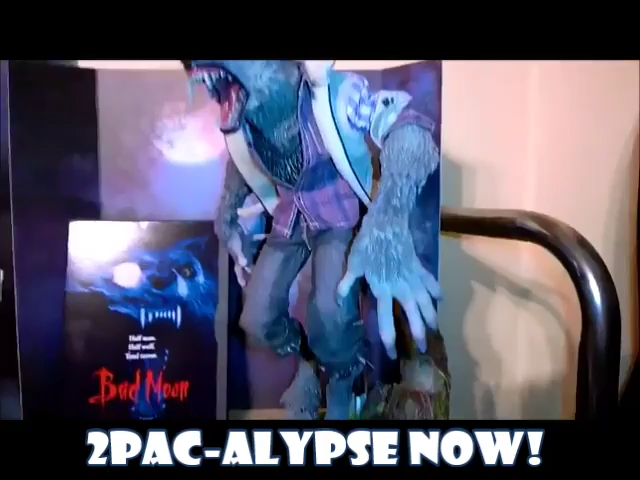 Half man.
Half wolf.
Total terror.
Bad Moon
2PAC-ALYPSE NOW!